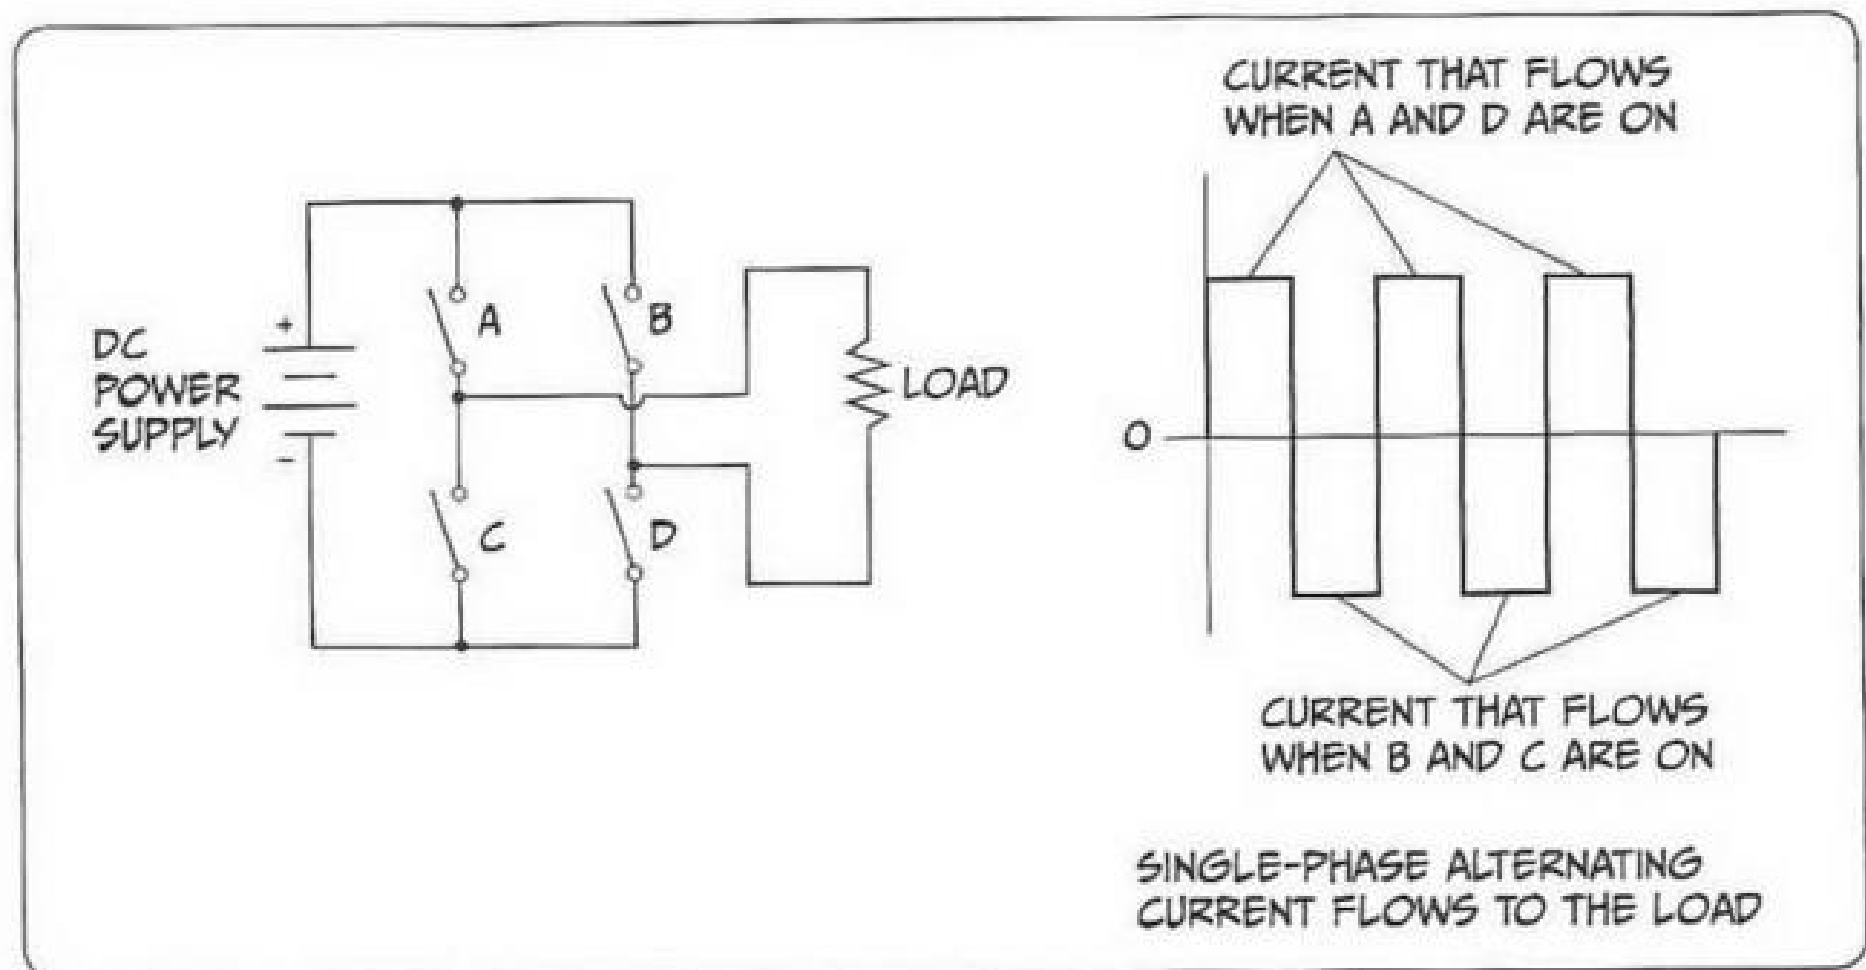 CURRENT THAT FLOWS
WHEN A AND D ARE ON
DC
POWER
SUPPLY
+
-
A
B
C
D
LOAD
0
CURRENT THAT FLOWS
WHEN B AND C ARE ON
SINGLE-PHASE ALTERNATING
CURRENT FLOWS TO THE LOAD